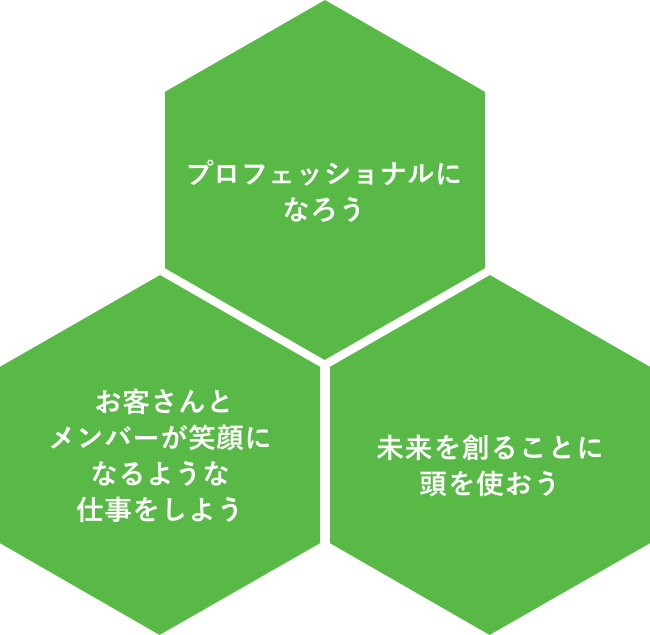 プロフェッショナルに
なろう
お客さんと
メンバーが笑顔に
なるような
仕事をしよう
未来を創ることに
頭を使おう